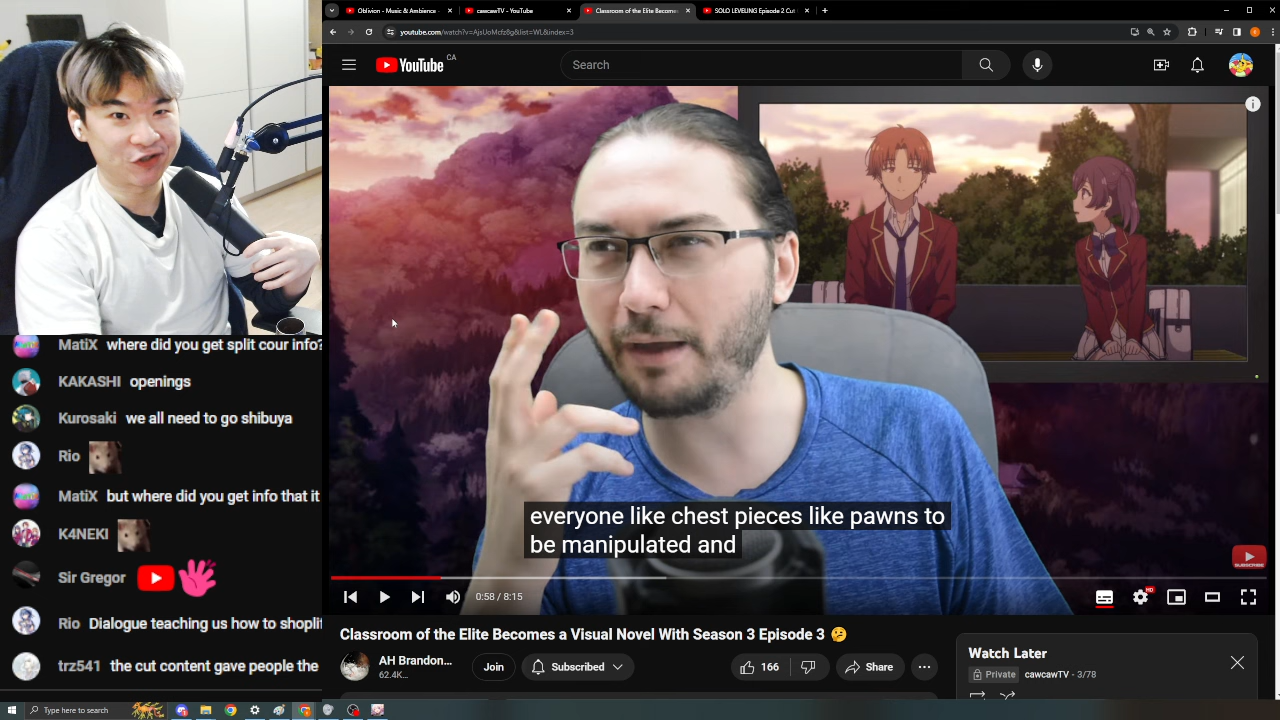 Oblivion - Music & Ambience -
cawcawTV - YouTube
Classroom of the Elite Becomes
SOLO LEVELING Episode 2 Cut
youtube.com/watch?v=AjsUoMcfz8g&list=WL&index=3
YouTube CA
Search
everyone like chest pieces like pawns to
be manipulated and
SUBSCRIBE
0:58 / 8:15
HD
Classroom of the Elite Becomes a Visual Novel With Season 3 Episode 3 🤔
AH Brandon...
62.4K...
Join
Subscribed
166
Share
Watch Later
Private cawcawTV - 3/78
MatiX where did you get split cour info?
KAKASHI openings
Kurosaki we all need to go shibuya
Rio
MatiX but where did you get info that it
K4NEKI
Sir Gregor
Rio Dialogue teaching us how to shoplif
trz541 the cut content gave people the
Type here to search